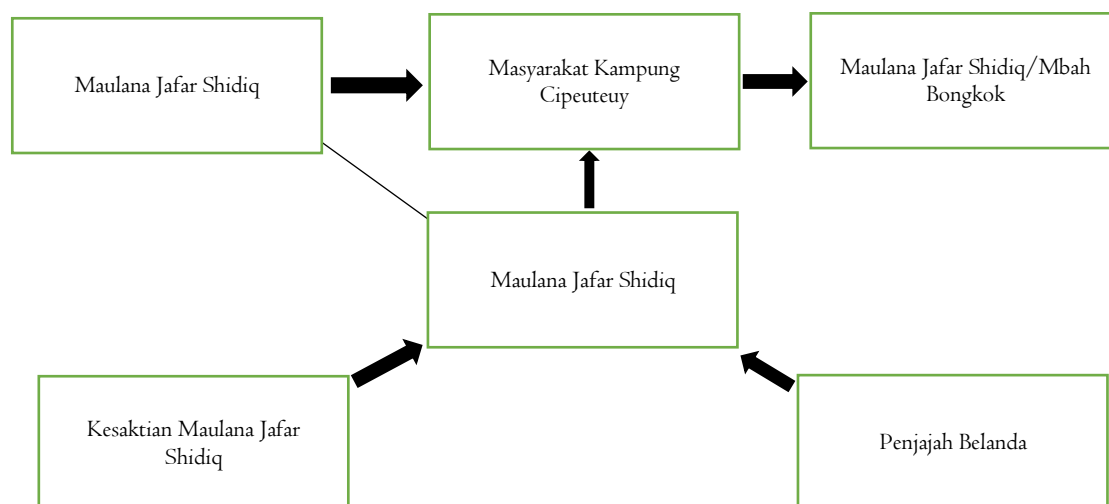 Maulana Jafar Shidiq
Masyarakat Kampung
Cipeuteuy
Maulana Jafar Shidiq/Mbah
Bongkok
Maulana Jafar Shidiq
Kesaktian Maulana Jafar
Shidiq
Penjajah Belanda